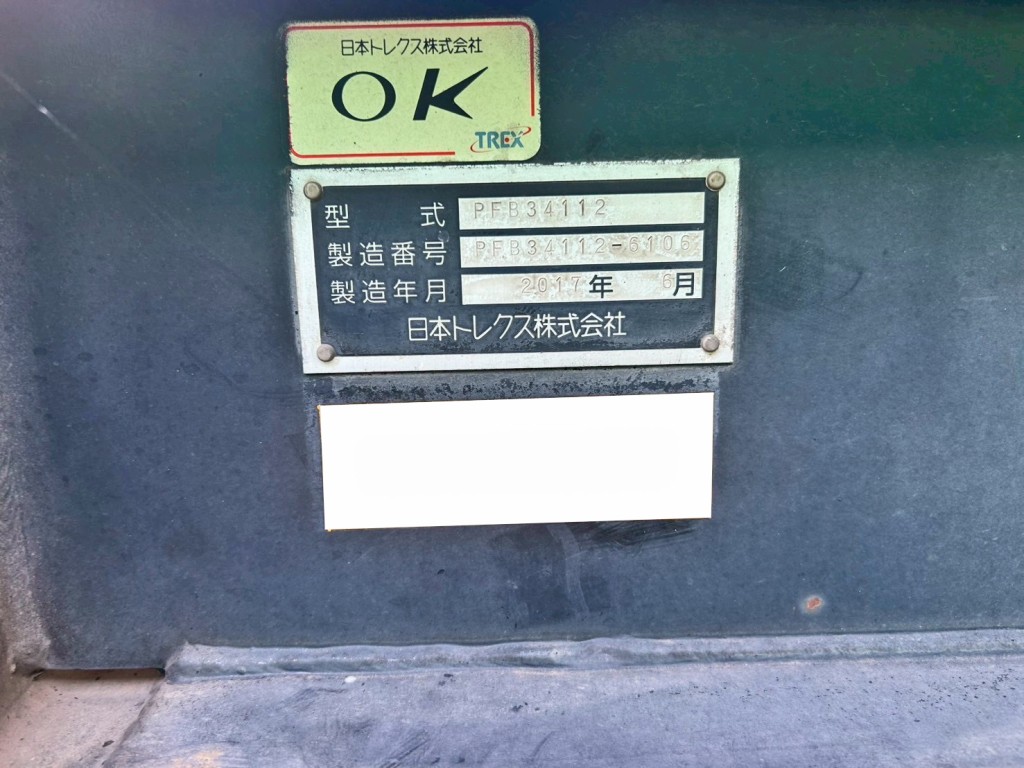 日本トレクス株式会社
OK
TREX
型式 PFB34112
製造番号 PFB34112-6106
製造年月 2017年 6月
日本トレクス株式会社